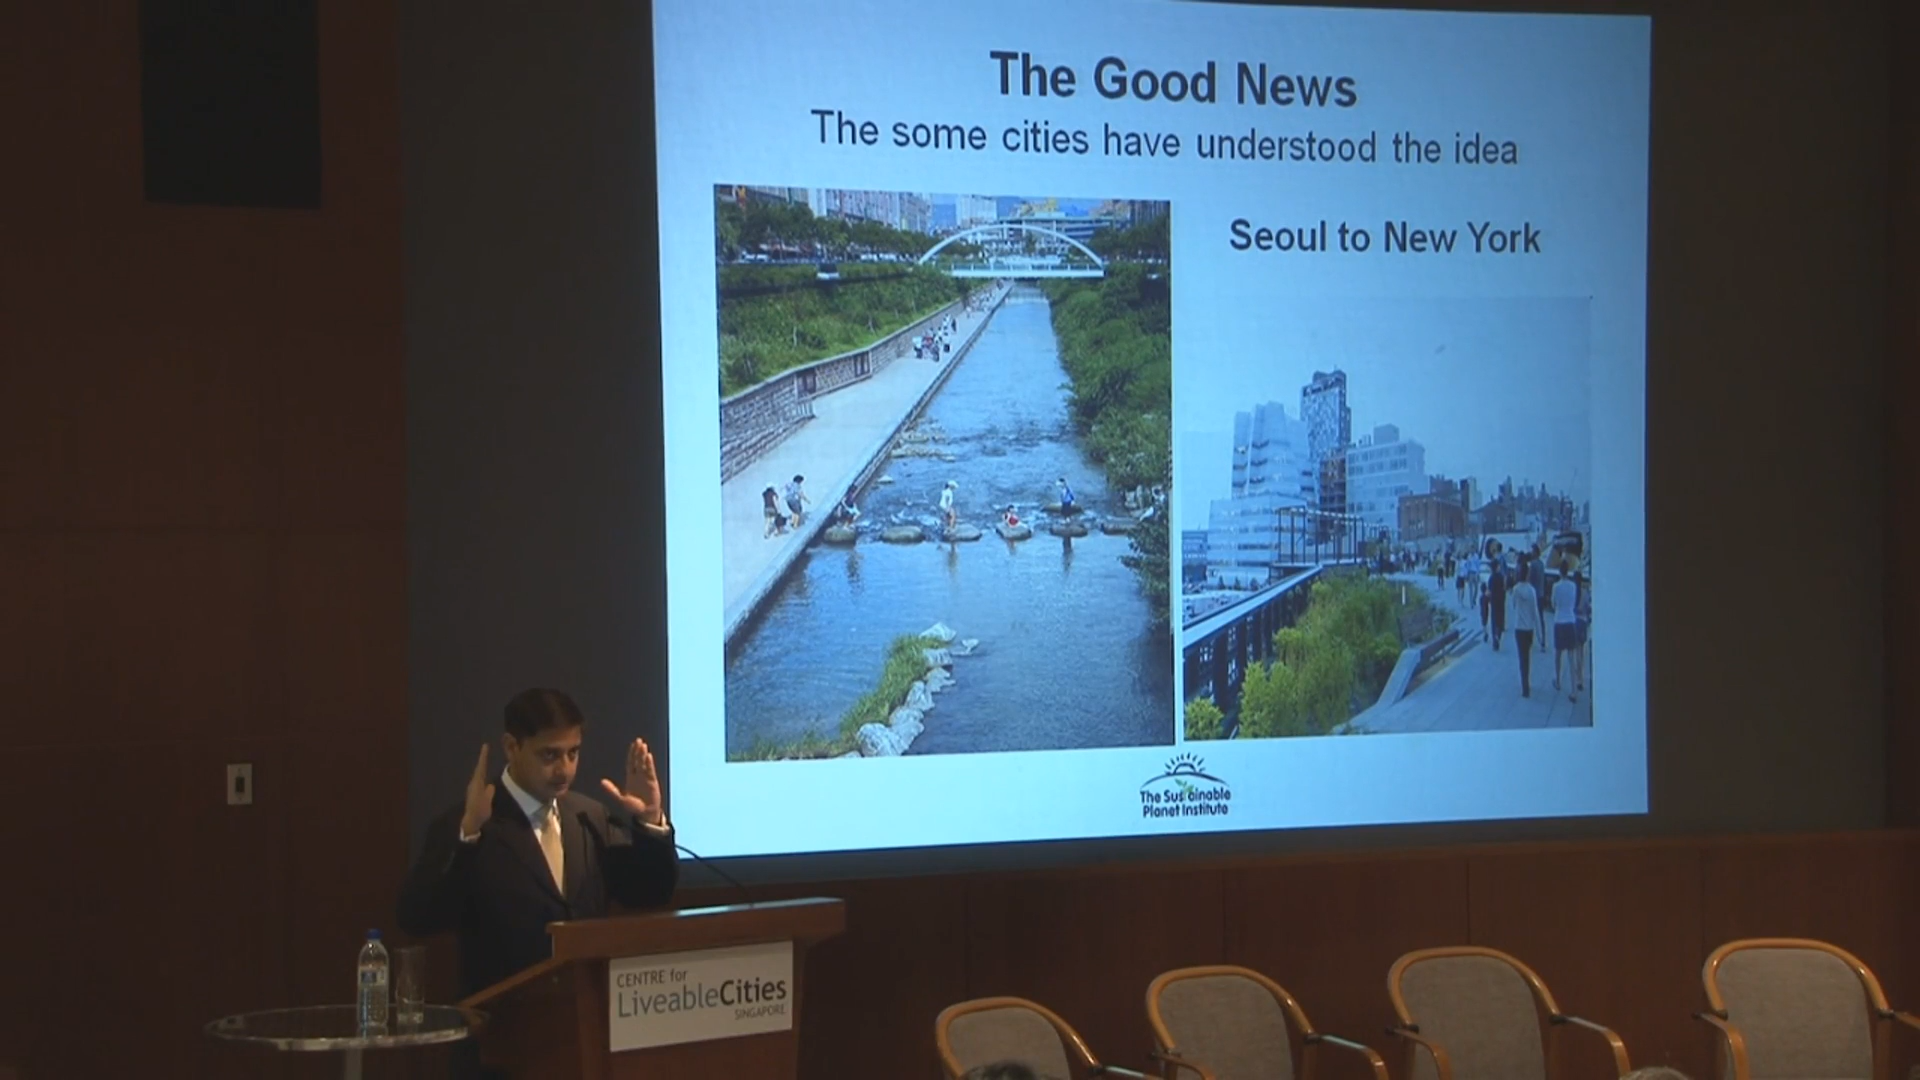 The Good News
The some cities have understood the idea
Seoul to New York
The Sustainable
Planet Institute
CENTRE for
LiveableCities
SINGAPORE